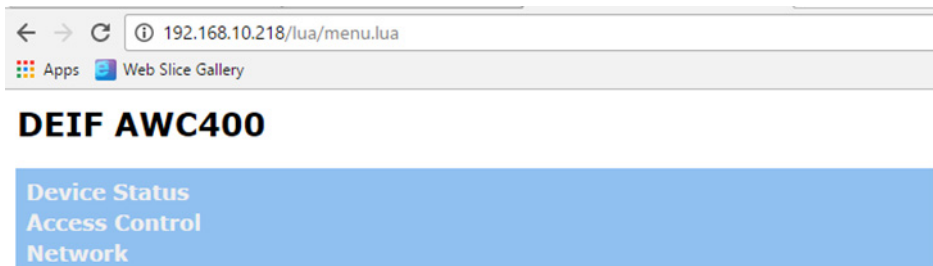 192.168.10.218/lua/menu.lua
Apps Web Slice Gallery
DEIF AWC400
Device Status
Access Control
Network